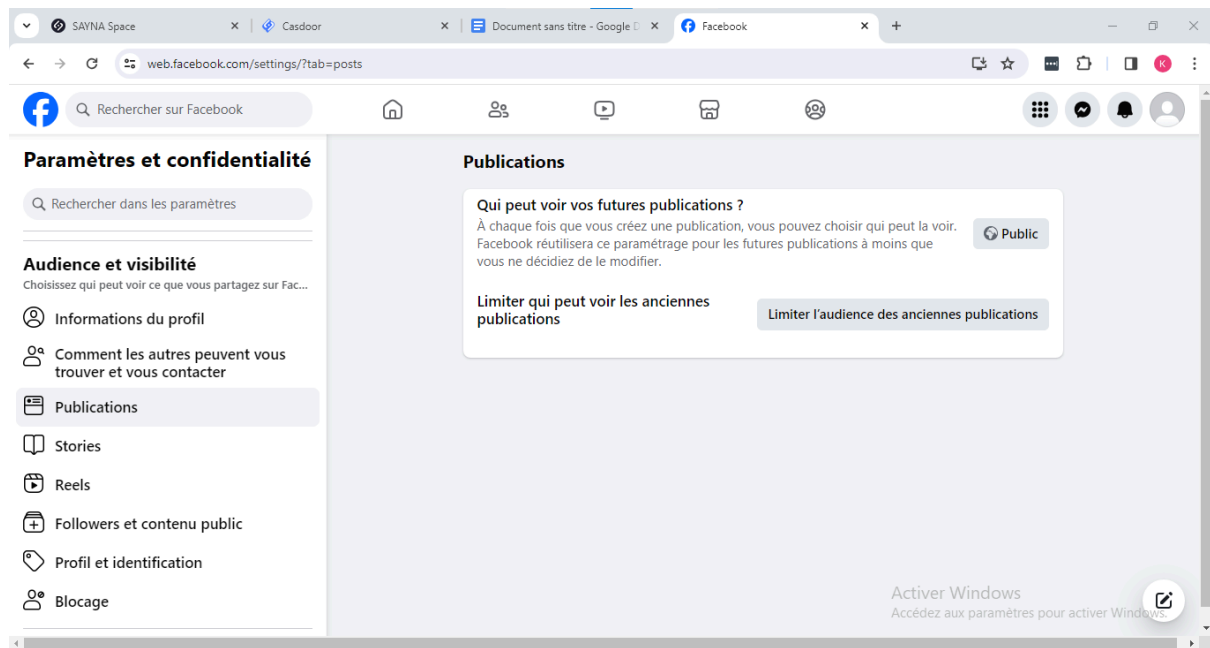 SAYNA Space
Casdoor
Document sans titre - Google D
Facebook
web.facebook.com/settings/?tab=posts
K
Rechercher sur Facebook
Paramètres et confidentialité
Rechercher dans les paramètres
Audience et visibilité
Choisissez qui peut voir ce que vous partagez sur Fac...
Informations du profil
Comment les autres peuvent vous
trouver et vous contacter
Publications
Stories
Reels
Followers et contenu public
Profil et identification
Blocage
Publications
Qui peut voir vos futures publications ?
À chaque fois que vous créez une publication, vous pouvez choisir qui peut la voir.
Facebook réutilisera ce paramétrage pour les futures publications à moins que
vous ne décidiez de le modifier.
Public
Limiter qui peut voir les anciennes
publications
Limiter l'audience des anciennes publications
Activer Windows
Accédez aux paramètres pour activer Windows.